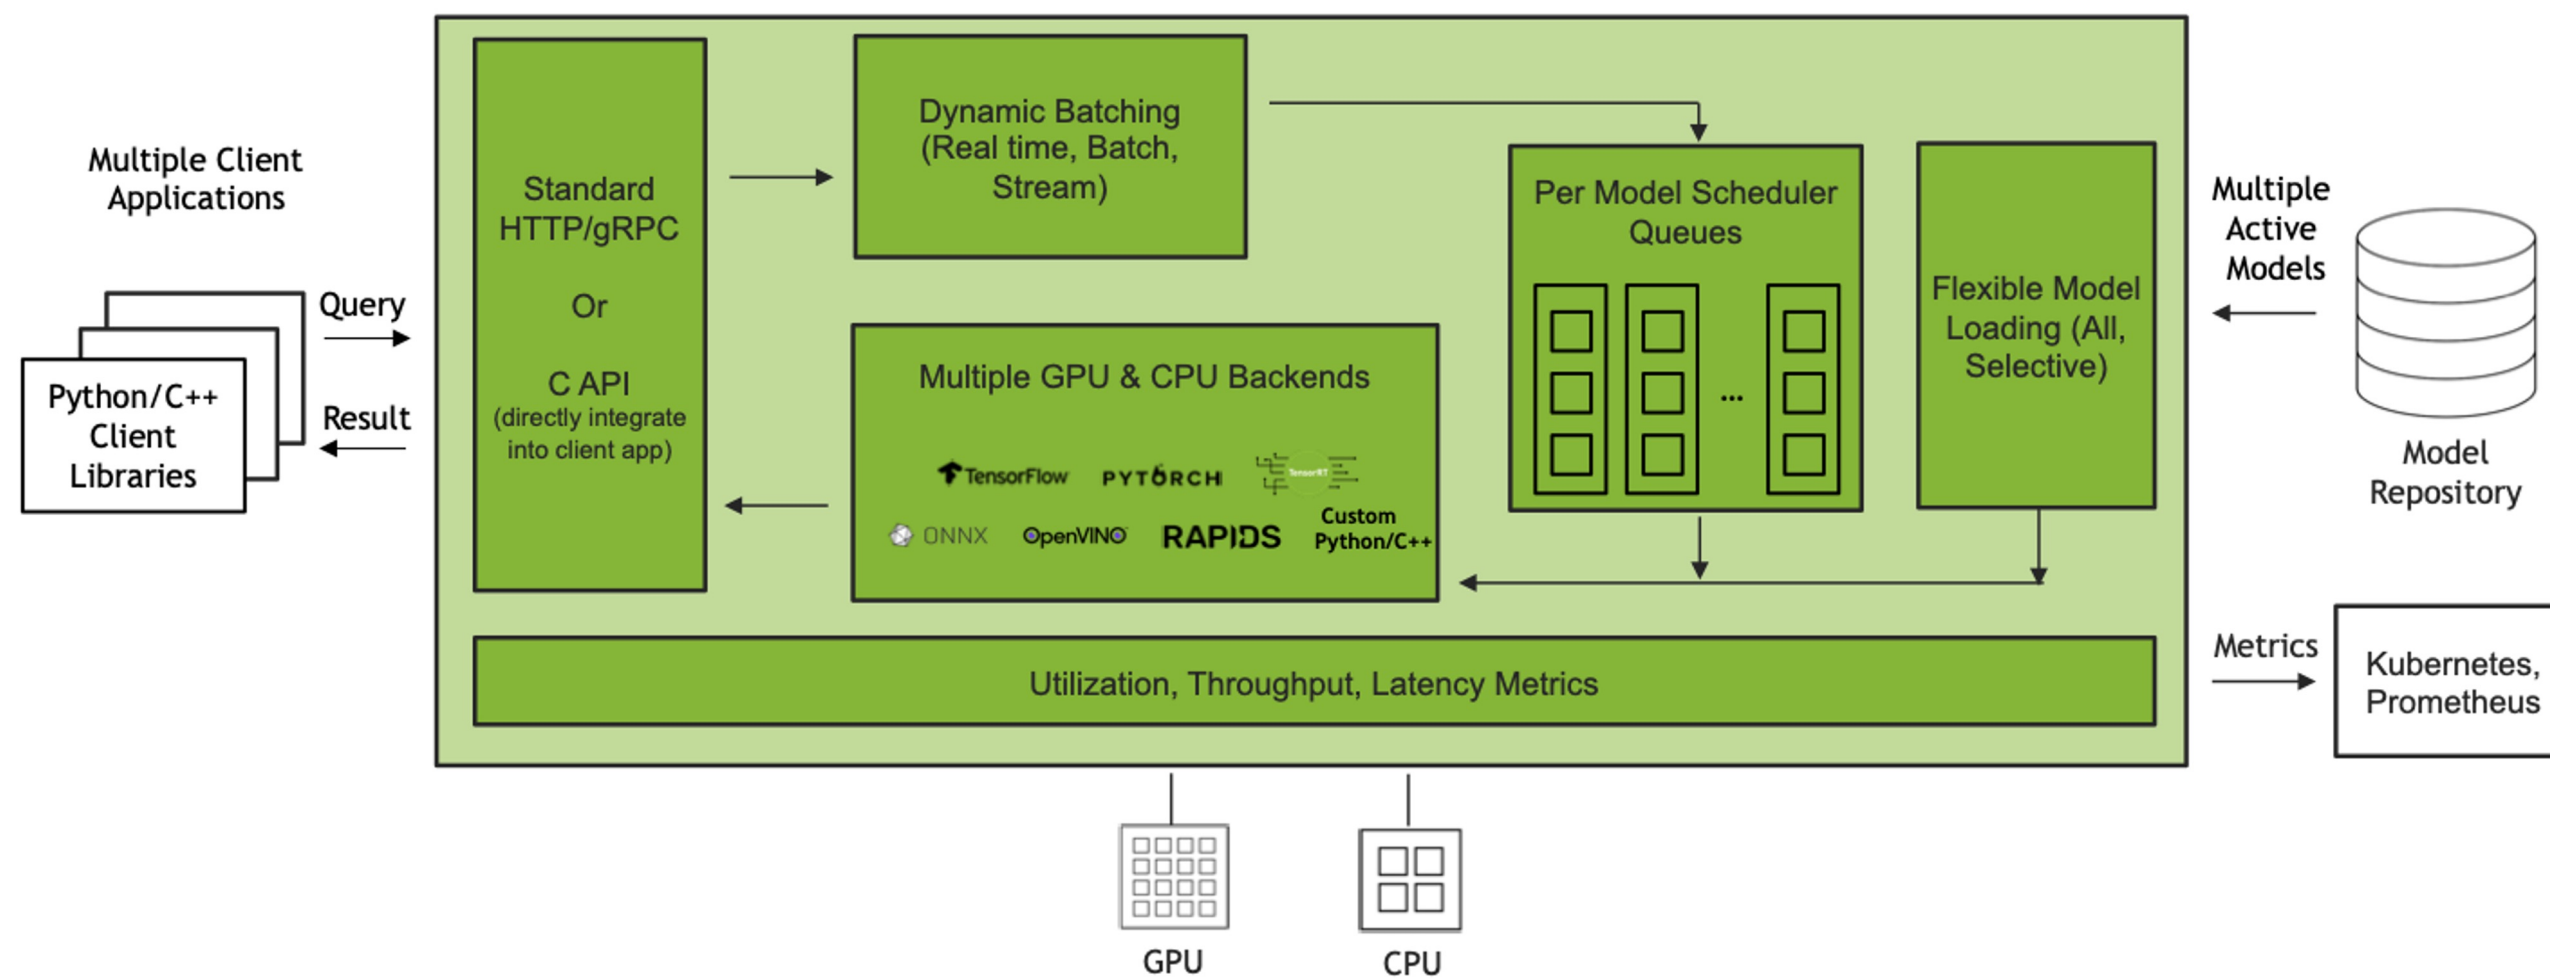 Multiple Client
Applications
Query
Result
Python/C++
Client
Libraries
Standard
HTTP/gRPC
Or
C API
(directly integrate
into client app)
Dynamic Batching
(Real time, Batch,
Stream)
Multiple GPU & CPU Backends
TensorFlow
PYTORCH
TensorRT
ONNX
OpenVINO
RAPIDS
Custom
Python/C++
Per Model Scheduler
Queues
...
Flexible Model
Loading (All,
Selective)
Multiple
Active
Models
Model
Repository
Utilization, Throughput, Latency Metrics
Metrics
Kubernetes,
Prometheus
GPU
CPU